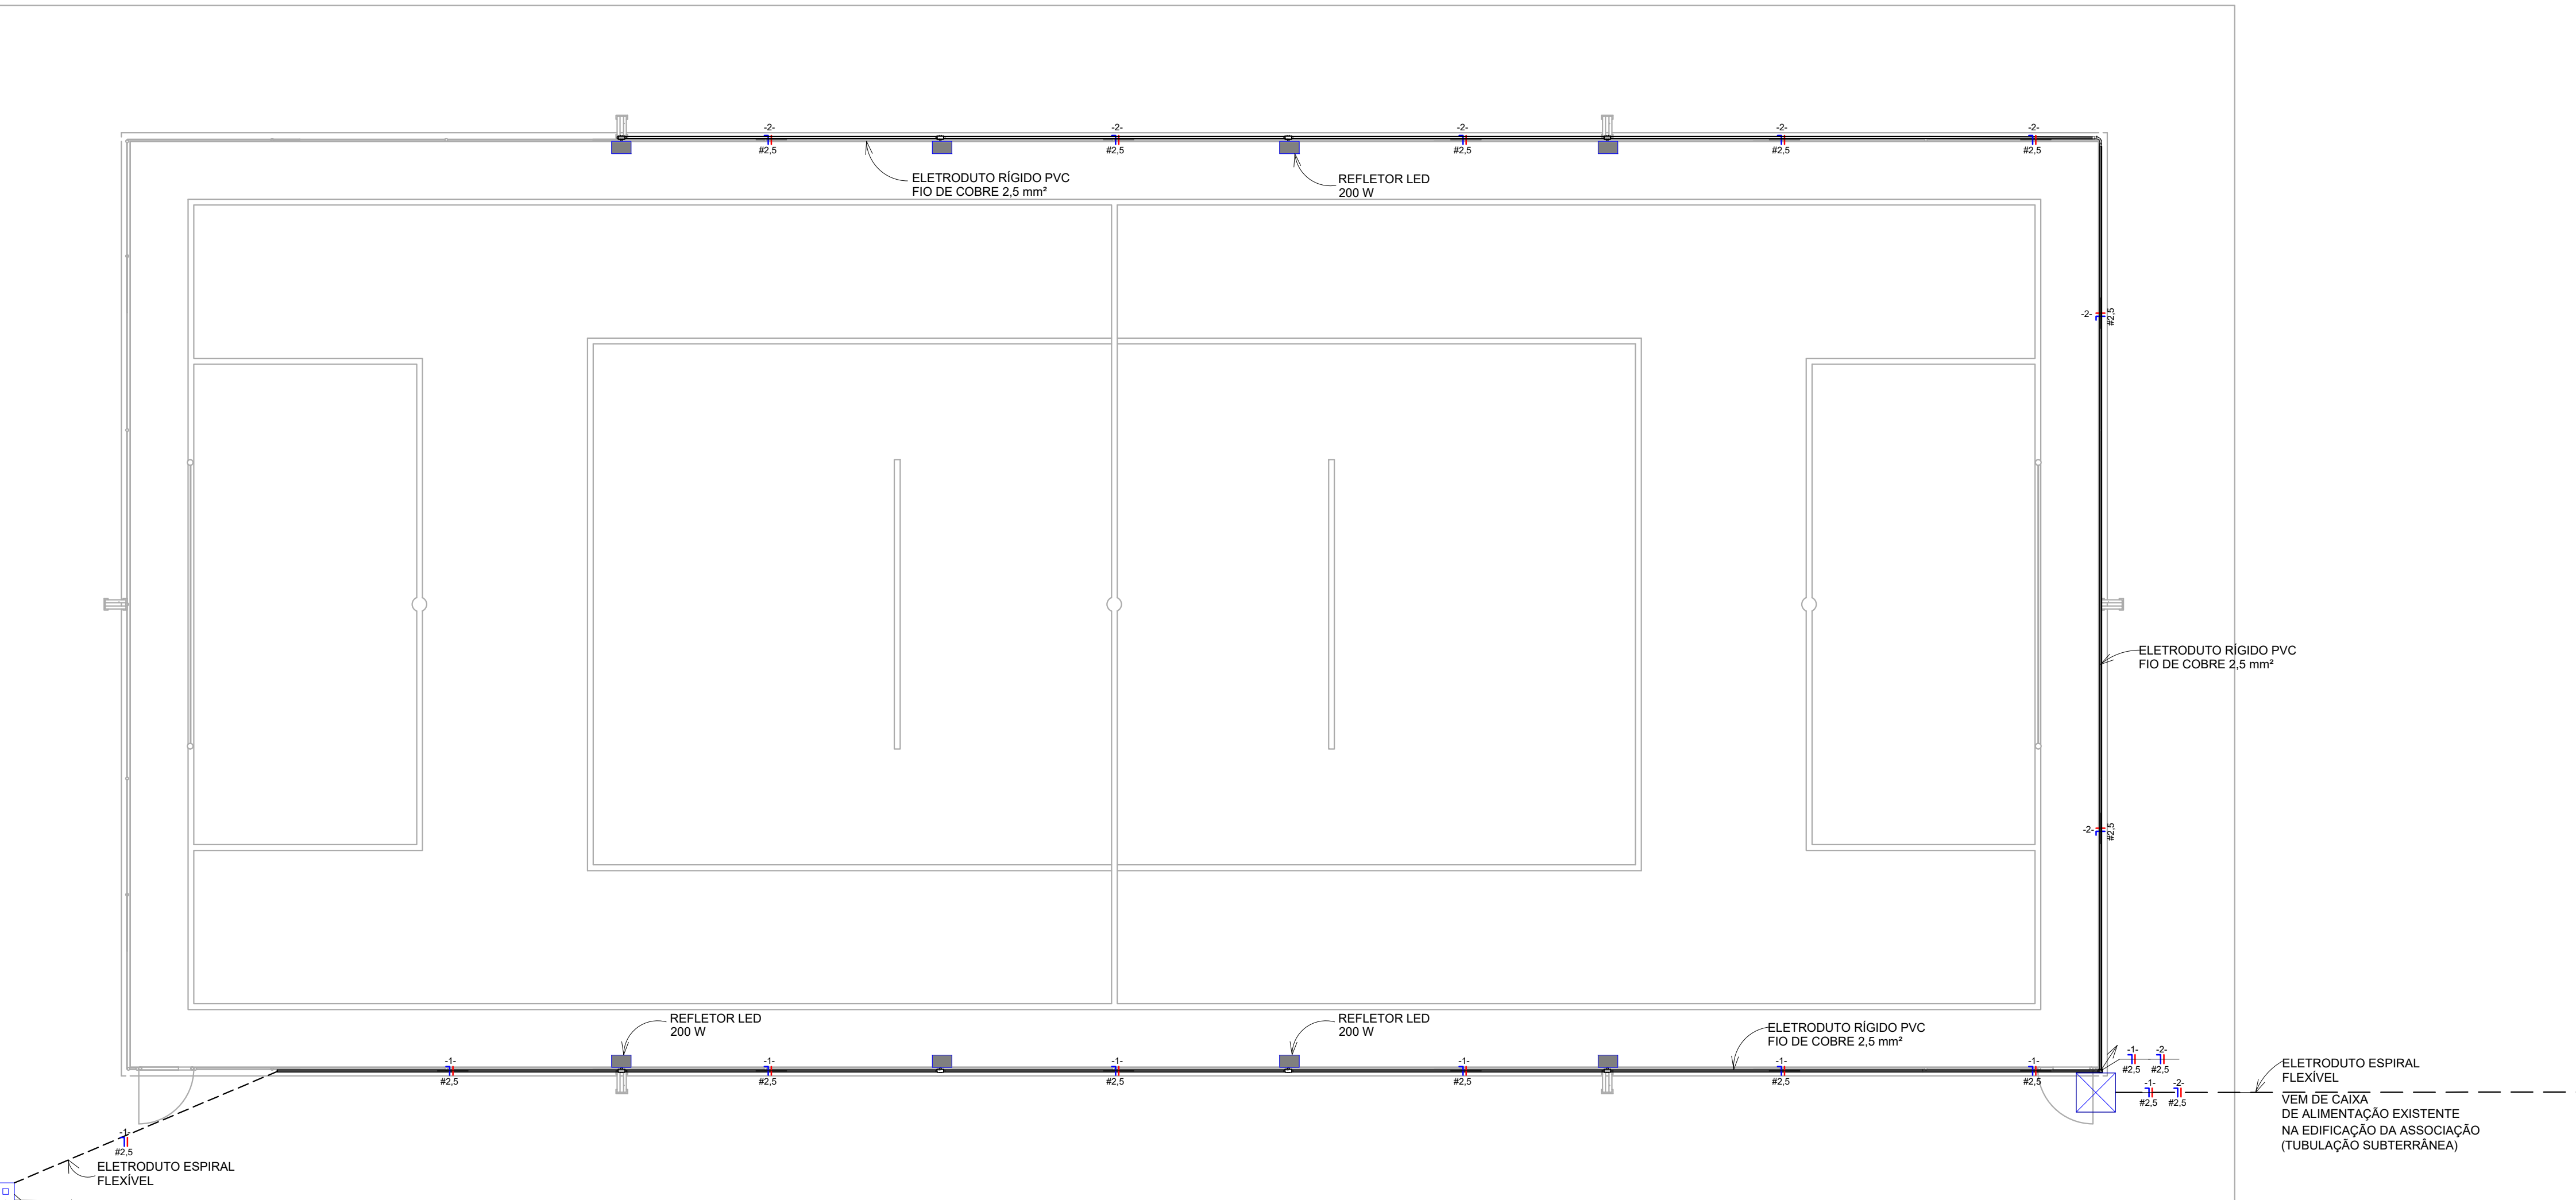 -2-
-2-
-2-
-2-
-2-
#2,5
#2,5
#2,5
#2,5
#2,5
ELETRODUTO RÍGIDO PVC
FIO DE COBRE 2,5 mm²
REFLETOR LED
200 W
-2-
#2,5
ELETRODUTO RÍGIDO PVC
FIO DE COBRE 2,5 mm²
-2-
#2,5
REFLETOR LED
200 W
REFLETOR LED
200 W
ELETRODUTO RÍGIDO PVC
FIO DE COBRE 2,5 mm²
-1-
-1-
-1-
-1-
-1-
-1-
#2,5
#2,5
#2,5
#2,5
#2,5
#2,5
-1-
-2-
#2,5
#2,5
-1-
-2-
#2,5
#2,5
ELETRODUTO ESPIRAL
FLEXÍVEL
VEM DE CAIXA
DE ALIMENTAÇÃO EXISTENTE
NA EDIFICAÇÃO DA ASSOCIAÇÃO
(TUBULAÇÃO SUBTERRÂNEA)
-1-
#2,5
ELETRODUTO ESPIRAL
FLEXÍVEL